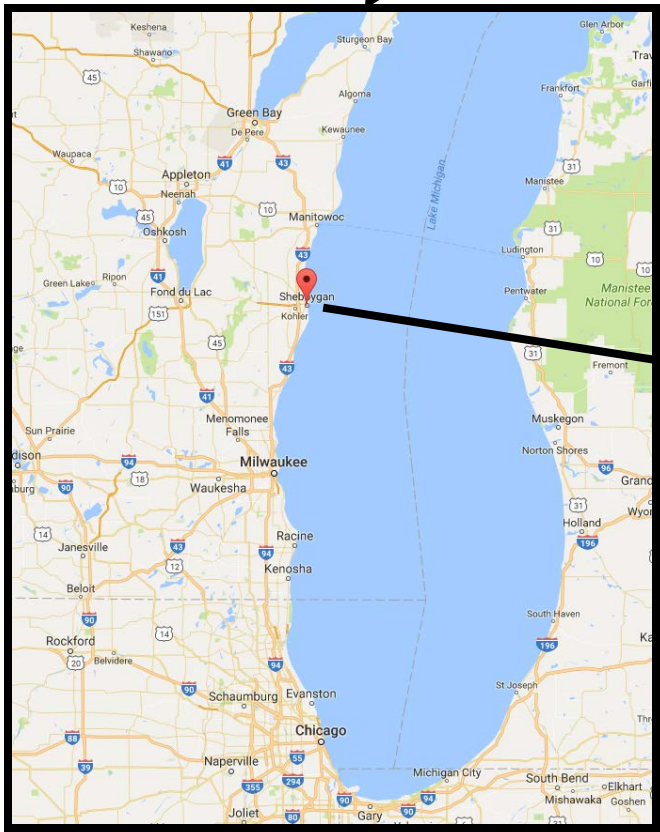 Keshena
Glen Arbor
Sturgeon Bay
Shawano
45
Algoma
Frankfort
Green Bay
De Pere
Kewaunee
Waupaca
41
43
31
Appleton
Neenah
10
Manistee
45
10
Manitowoc
Lake Michigan
Oshkosh
31
43
Ludington
10
10
41
Green Lake
Ripon
Fond du Lac
Sheboygan
Kohler
Pentwater
Manistee
National For
151
45
31
43
Fremont
41
Menomonee
Falls
Muskegon
Sun Prairie
Norton Shores
dison
94
Milwaukee
96
18
Waukesha
90
burg
Grand
31
Wyo
14
Racine
Holland
Janesville
43
94
196
12
Kenosha
Beloit
90
South Haven
14
Rockford
20
Belvidere
196
94
90
Schaumburg
Evanston
St Joseph
Chicago
88
39
Naperville
55
Michigan City
355
294
South Bend
Elkhart
90
94
Mishawaka
Goshen
Joliet
80
Gary
90